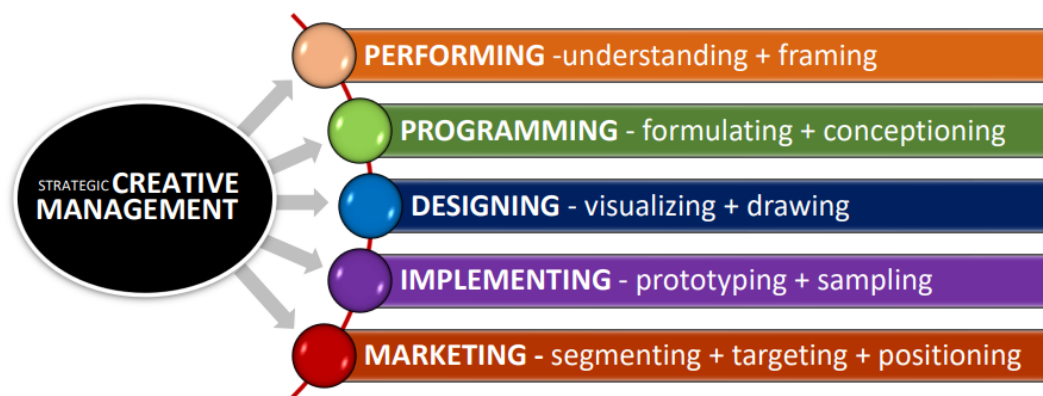 STRATEGIC CREATIVE
MANAGEMENT
PERFORMING -understanding + framing
PROGRAMMING - formulating + conceptioning
DESIGNING - visualizing + drawing
IMPLEMENTING - prototyping + sampling
MARKETING - segmenting + targeting + positioning